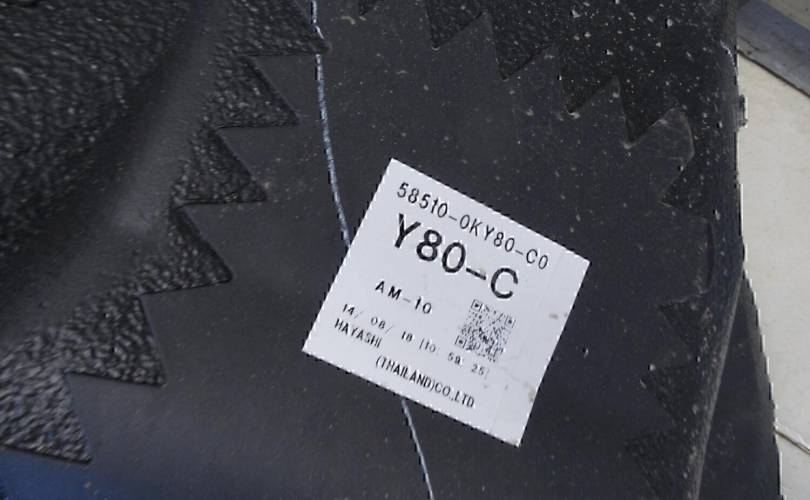 58510-0KY80-C0
Y80-C
AM-10
14/ 08/ 18 |10: 59: 25|
HAYASHI
(THAILAND)CO.,LTD